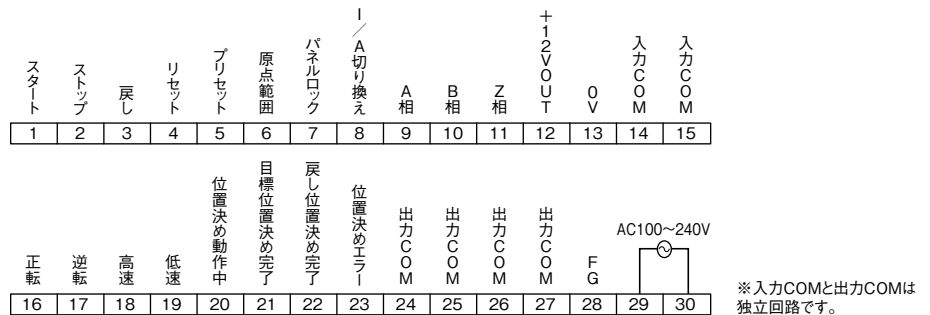 スタート
ストップ
戻し
リセット
プリセット
原点範囲
パネルロック
I／A切り換え
A相
B相
Z相
+12VOUT
0V
入力COM
入力COM
1 2 3 4 5 6 7 8 9 10 11 12 13 14 15
正転
逆転
高速
低速
位置決め動作中
目標位置決め完了
戻し位置決め完了
位置決めエラー
出力COM
出力COM
出力COM
出力COM
FG
AC100～240V
16 17 18 19 20 21 22 23 24 25 26 27 28 29 30
※入力COMと出力COMは
独立回路です。